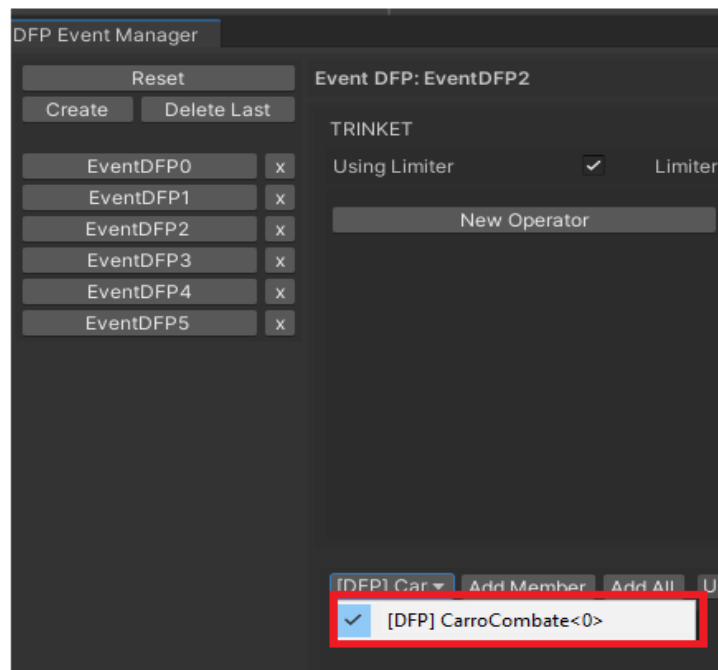 DFP Event Manager
Reset
Create Delete Last
EventDFP0 x
EventDFP1 x
EventDFP2 x
EventDFP3 x
EventDFP4 x
EventDFP5 x
Event DFP: EventDFP2
TRINKET
Using Limiter Limiter
New Operator
[DFP] Car Add Member Add All U
[DFP] CarroCombate<0>